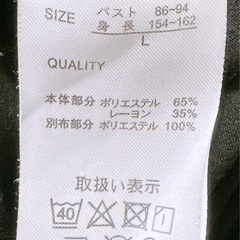 SIZE バスト 86~94
身長 154~162
L
QUALITY
本体部分 ポリエステル 65%
レーヨン 35%
別布部分 ポリエステル 100%
取扱い表示
40